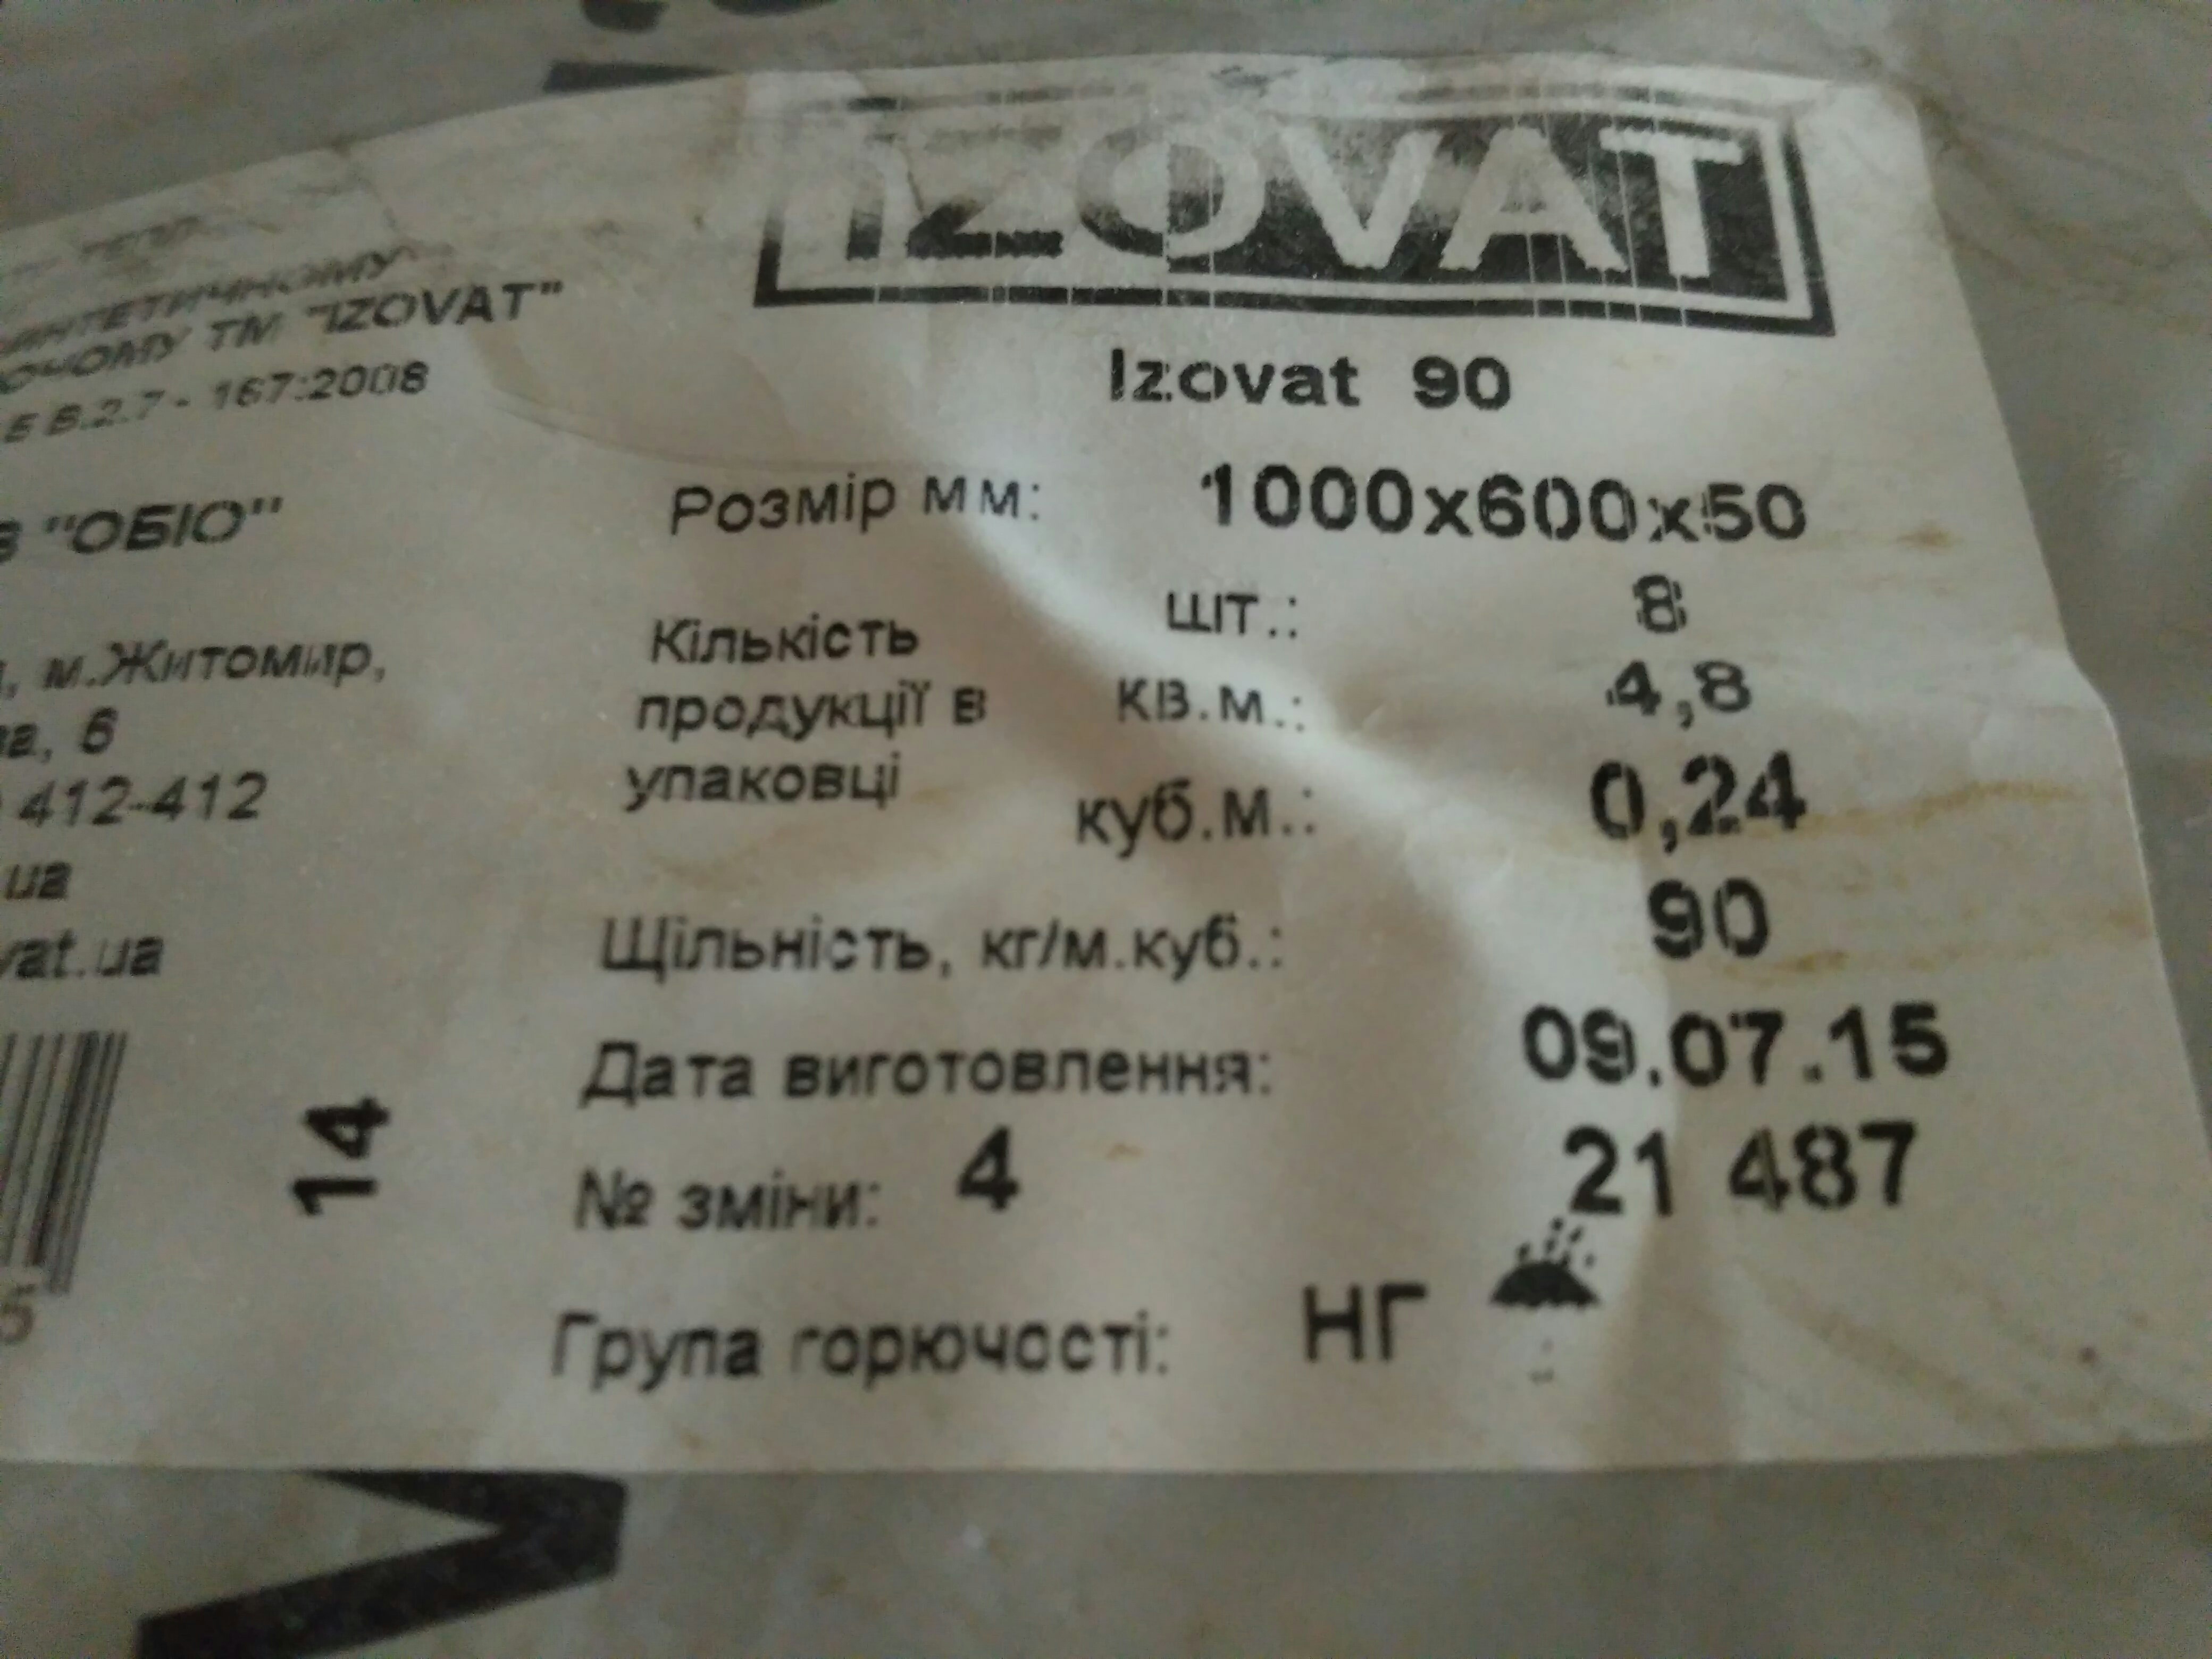 ТМ "IZOVAT"
Б В.2.7 - 167:2008
"ОБІО"
м.Житомир,
6
412-412
ua
vat.ua
5
14
IZOVAT
Izovat 90
Розмір мм: 1000x600x50
Кількість продукції в упаковці
шт.: 8
кв.м.: 4,8
куб.м.: 0,24
Щільність, кг/м.куб.: 90
Дата виготовлення: 09.07.15
№ зміни: 4 21 487
Група горючості: НГ